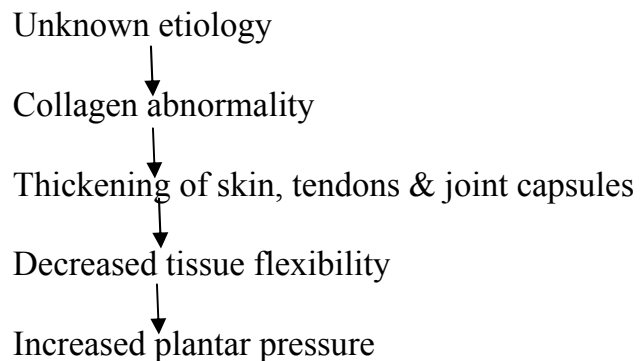 Unknown etiology
Collagen abnormality
Thickening of skin, tendons & joint capsules
Decreased tissue flexibility
Increased plantar pressure